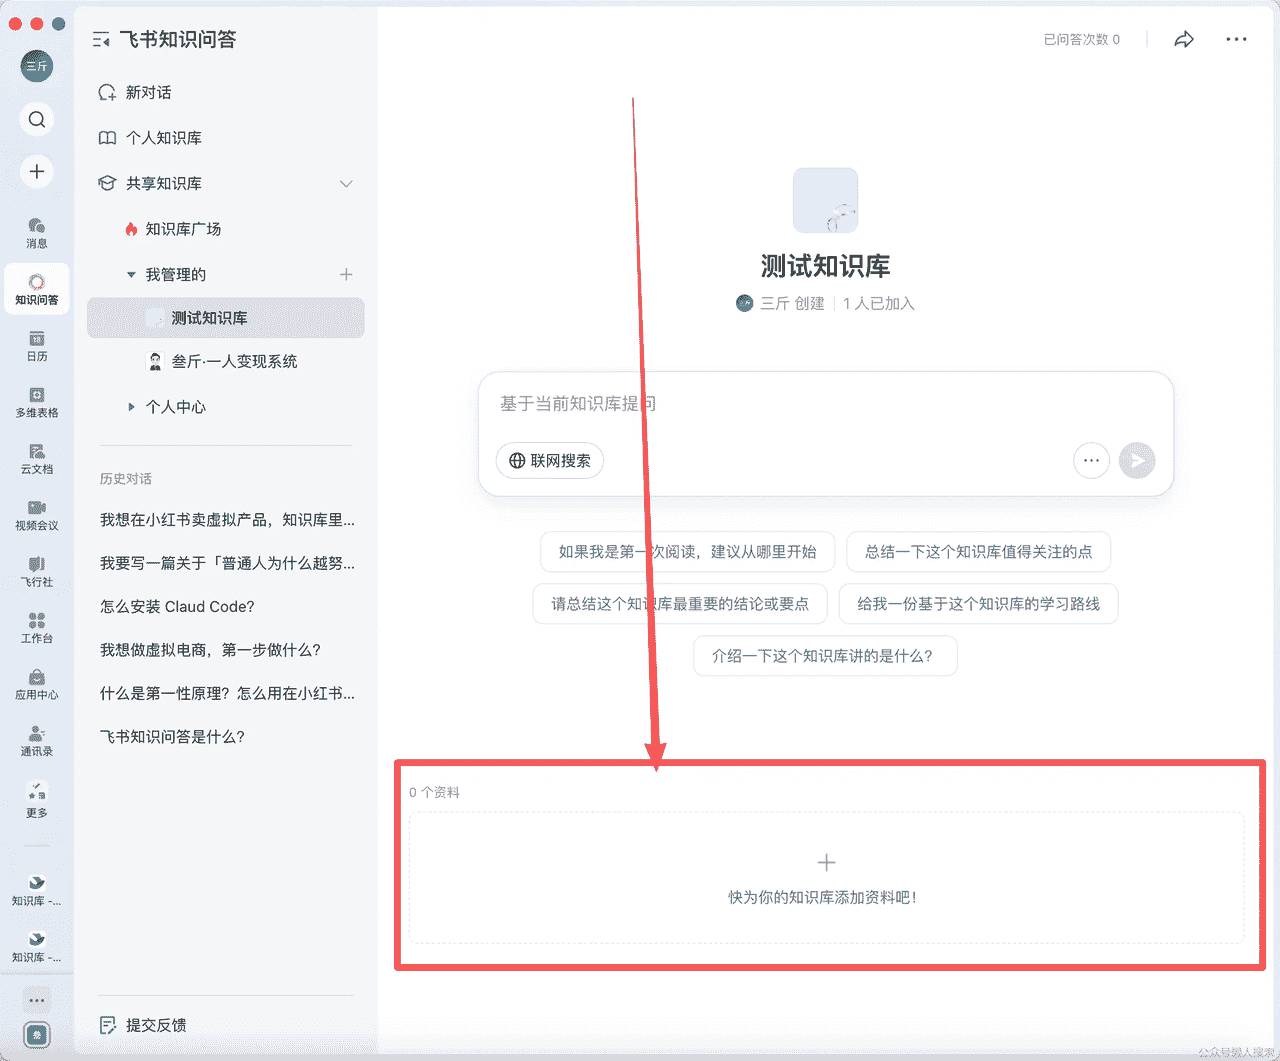 三斤
消息
知识问答
18
日历
多维表格
云文档
视频会议
飞行社
工作台
应用中心
通讯录
更多
知识库 -...
知识库 -...
叁
飞书知识问答
新对话
个人知识库
共享知识库
知识库广场
我管理的
测试知识库
叁斤·一人变现系统
个人中心
历史对话
我想在小红书卖虚拟产品，知识库里...
我要写一篇关于「普通人为什么越努...
怎么安装 Claud Code?
我想做虚拟电商，第一步做什么?
什么是第一性原理? 怎么用在小红书...
飞书知识问答是什么?
提交反馈
已问答次数 0
测试知识库
三斤 创建 | 1 人已加入
基于当前知识库提问
联网搜索
如果我是第一次阅读，建议从哪里开始
总结一下这个知识库值得关注的点
请总结这个知识库最重要的结论或要点
给我一份基于这个知识库的学习路线
介绍一下这个知识库讲的是什么?
0 个资料
快为你的知识库添加资料吧!
公众号懒人搜索